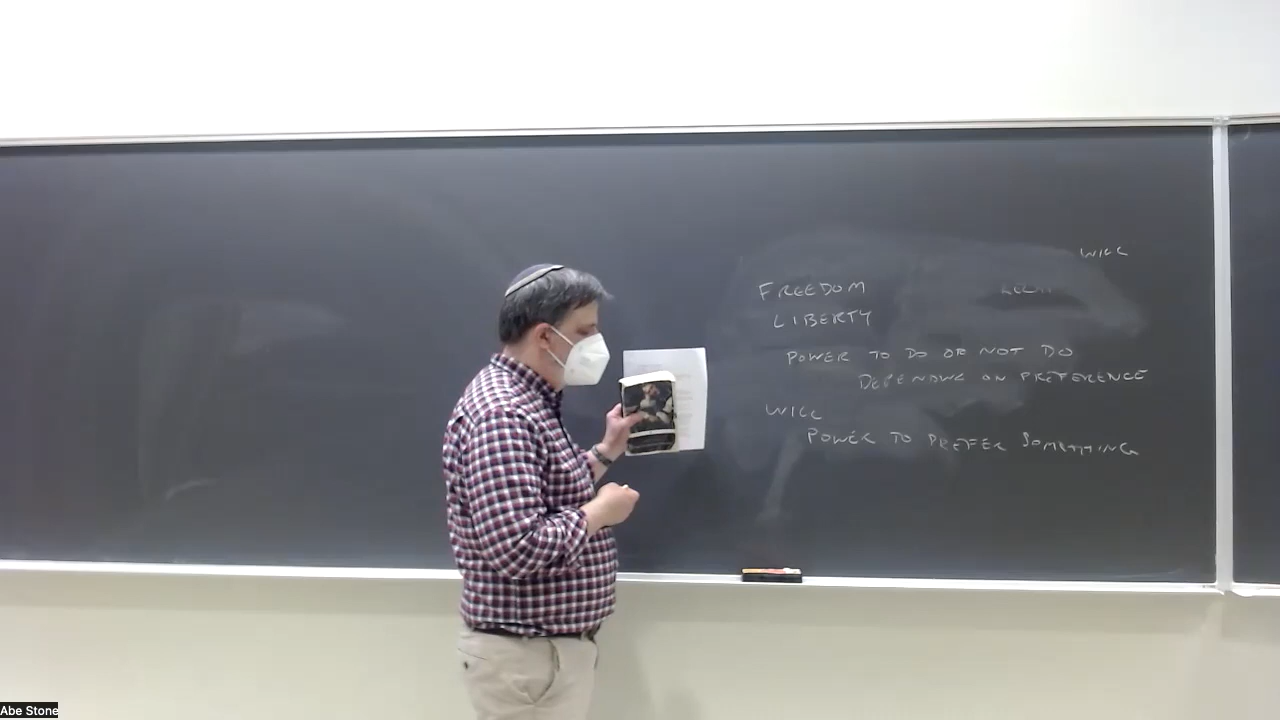 WILL
FREEDOM
LIBERTY
POWER TO DO OR NOT DO
DEPENDING ON PREFERENCE
WILL
POWER TO PREFER SOMETHING
Abe Stone